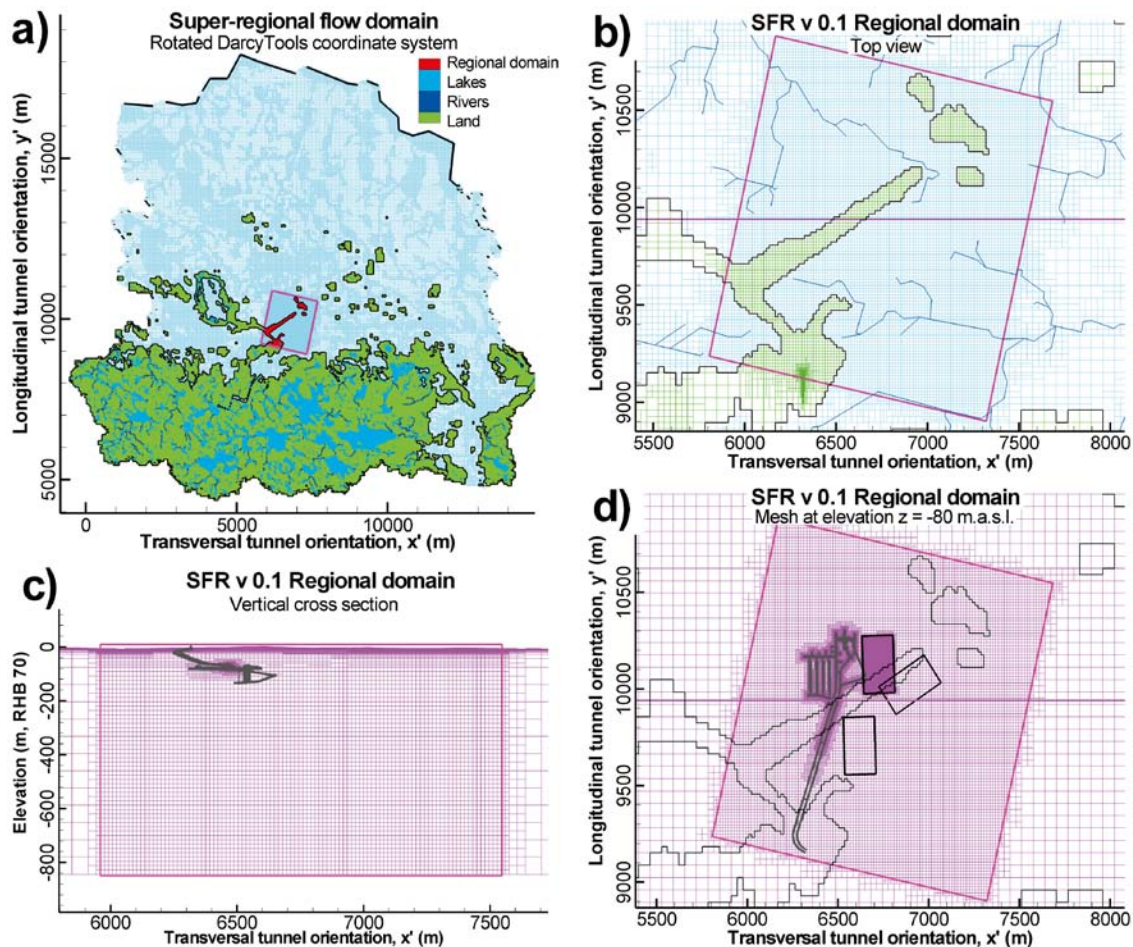 a)
Super-regional flow domain
Rotated DarcyTools coordinate system
Regional domain
Lakes
Rivers
Land
Longitudinal tunnel orientation, y' (m)
15000
10000
5000
0 5000 10000
Transversal tunnel orientation, x' (m)
b)
SFR v 0.1 Regional domain
Top view
Longitudinal tunnel orientation, y' (m)
10500
10000
9500
9000
5500 6000 6500 7000 7500 8000
Transversal tunnel orientation, x' (m)
c)
SFR v 0.1 Regional domain
Vertical cross section
Elevation (m, RHB 70)
0
-200
-400
-600
-800
6000 6500 7000 7500
Transversal tunnel orientation, x' (m)
d)
SFR v 0.1 Regional domain
Mesh at elevation z = -80 m.a.s.l.
Longitudinal tunnel orientation, y' (m)
10500
10000
9500
9000
5500 6000 6500 7000 7500 8000
Transversal tunnel orientation, x' (m)